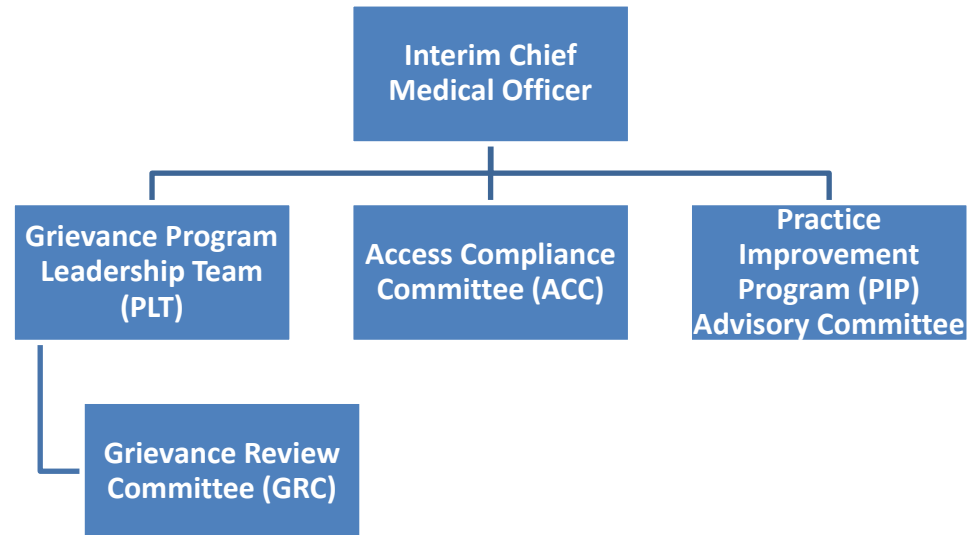 Interim Chief
Medical Officer
Grievance Program
Leadership Team
(PLT)
Access Compliance
Committee (ACC)
Practice
Improvement
Program (PIP)
Advisory Committee
Grievance Review
Committee (GRC)